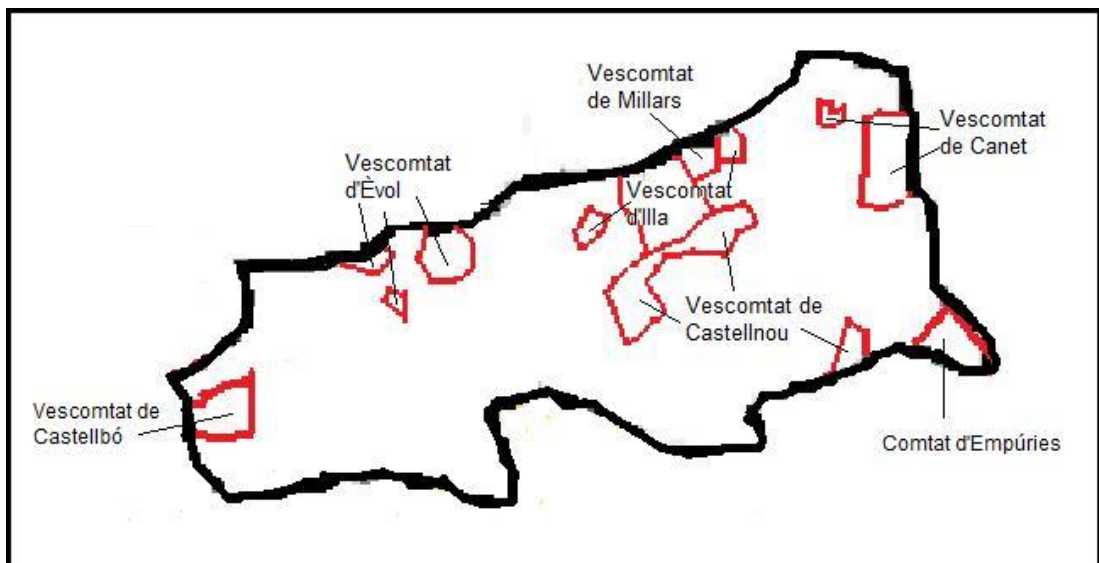 Vescomtat
de Millars
Vescomtat
de Canet
Vescomtat
d'Èvol
Vescomtat
d'Illa
Vescomtat de
Castellnou
Vescomtat de
Castellbó
Comtat d'Empúries